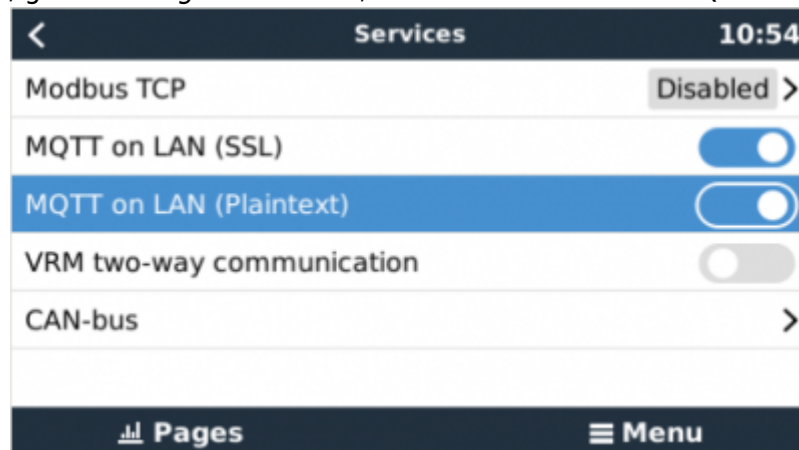 Services 10:54
Modbus TCP Disabled
MQTT on LAN (SSL)
MQTT on LAN (Plaintext)
VRM two-way communication
CAN-bus
Pages Menu